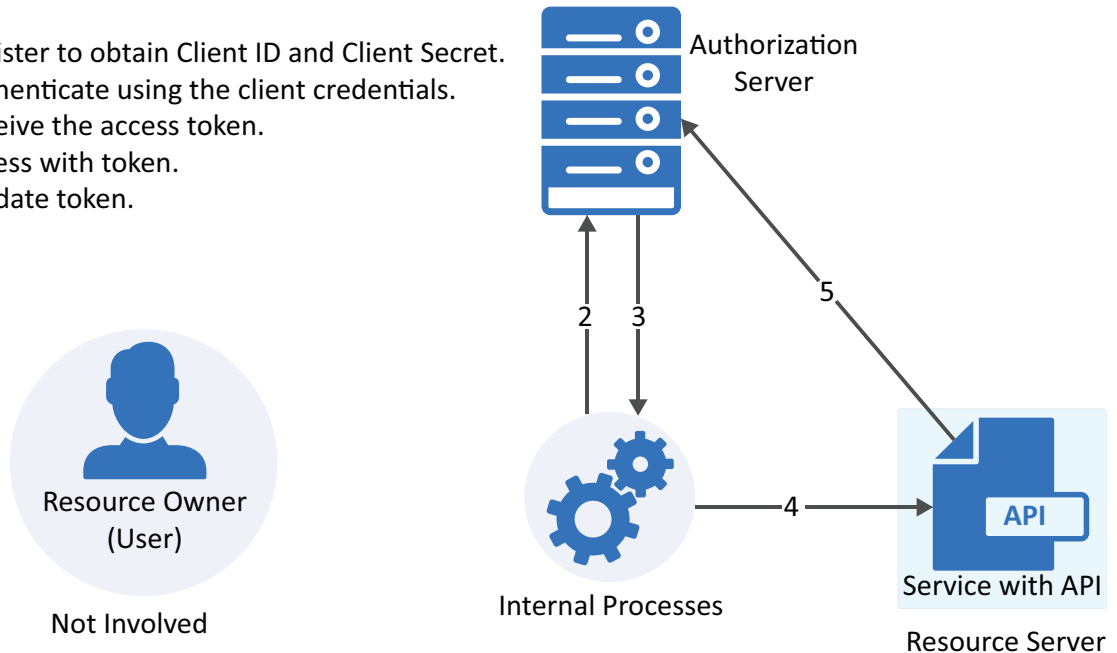 ister to obtain Client ID and Client Secret.
henticate using the client credentials.
eive the access token.
ess with token.
date token.
Authorization
Server
2
3
5
4
Resource Owner
(User)
Not Involved
Internal Processes
API
Service with API
Resource Server